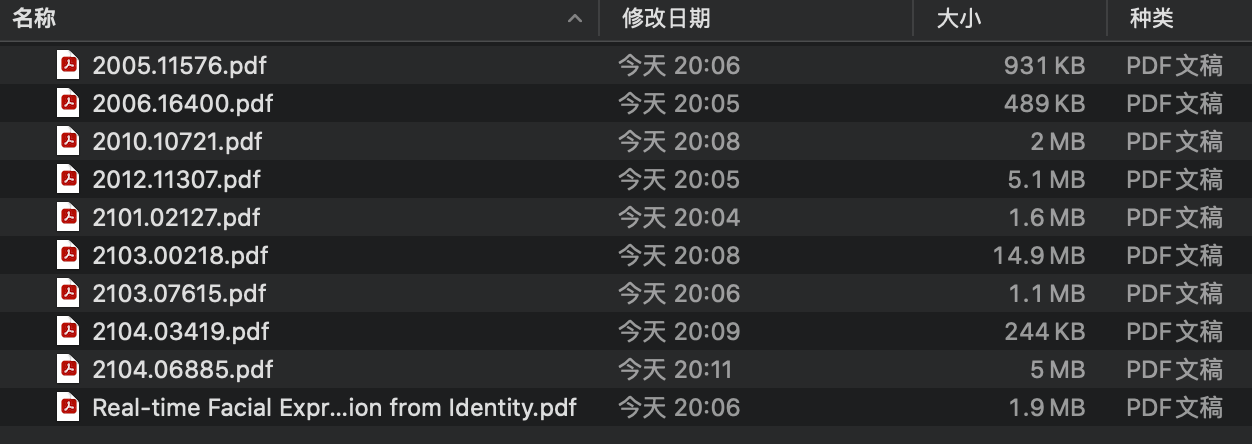 名称 修改日期 大小 种类
2005.11576.pdf 今天 20:06 931 KB PDF文稿
2006.16400.pdf 今天 20:05 489 KB PDF文稿
2010.10721.pdf 今天 20:08 2 MB PDF文稿
2012.11307.pdf 今天 20:05 5.1 MB PDF文稿
2101.02127.pdf 今天 20:04 1.6 MB PDF文稿
2103.00218.pdf 今天 20:08 14.9 MB PDF文稿
2103.07615.pdf 今天 20:06 1.1 MB PDF文稿
2104.03419.pdf 今天 20:09 244 KB PDF文稿
2104.06885.pdf 今天 20:11 5 MB PDF文稿
Real-time Facial Expr...ion from Identity.pdf 今天 20:06 1.9 MB PDF文稿